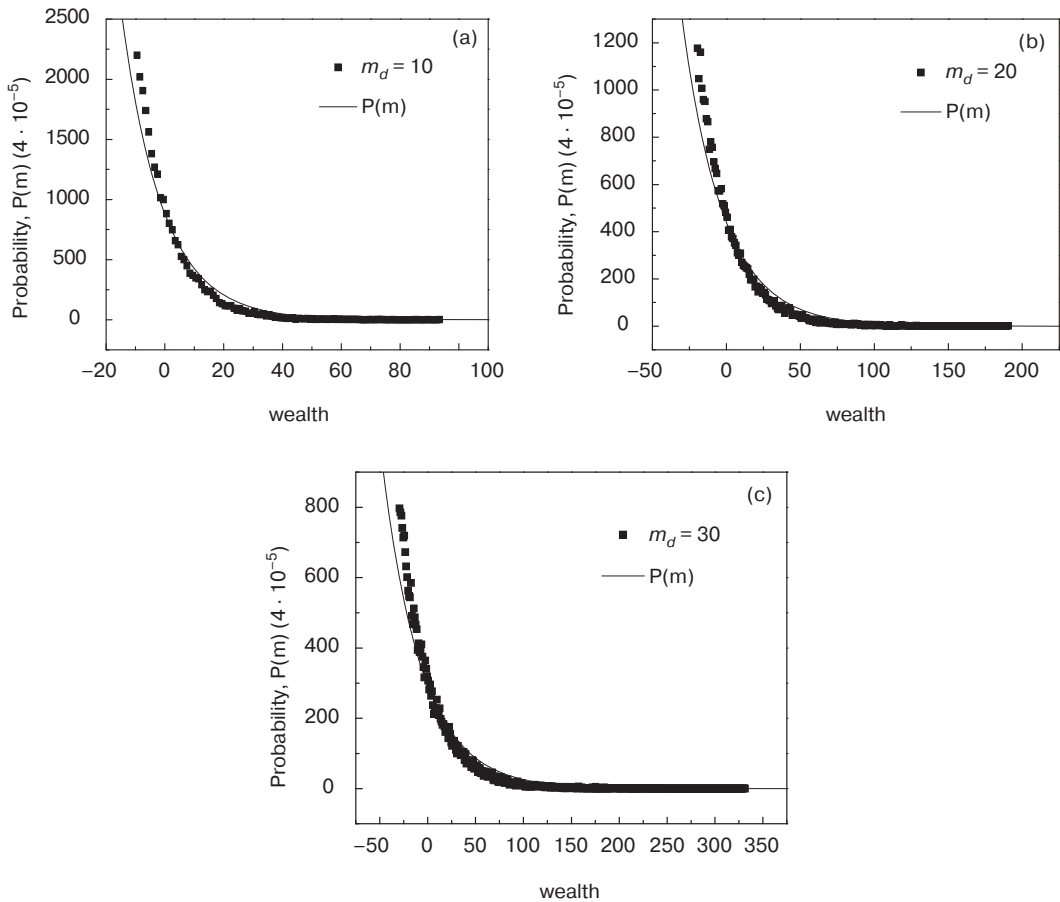 (a)
2500
2000
1500
1000
500
0
Probability, P(m) (4 · 10⁻⁵)
m_d = 10
P(m)
−20 0 20 40 60 80 100
wealth
(b)
1200
1000
800
600
400
200
0
Probability, P(m) (4 · 10⁻⁵)
m_d = 20
P(m)
−50 0 50 100 150 200
wealth
(c)
800
600
400
200
0
Probability, P(m) (4 · 10⁻⁵)
m_d = 30
P(m)
−50 0 50 100 150 200 250 300 350
wealth